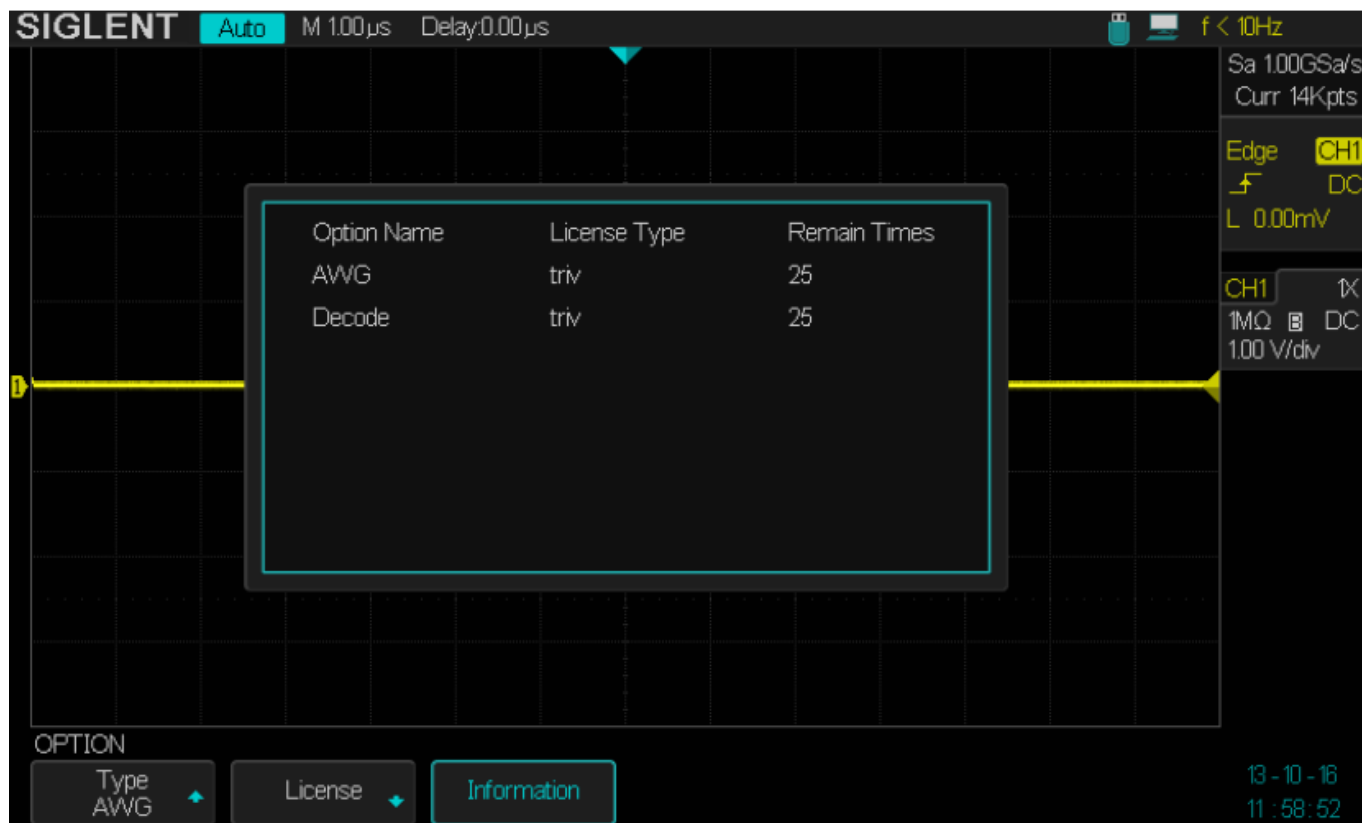 SIGLENT Auto M 1.00µs Delay:0.00µs f < 10Hz
Sa 1.00GSa/s
Curr 14Kpts
Edge CH1
DC
L 0.00mV
CH1 1X
1MΩ B DC
1.00 V/div
Option Name License Type Remain Times
AWG triv 25
Decode triv 25
1
OPTION
Type
AWG
License
Information
13 - 10 - 16
11 : 58 : 52